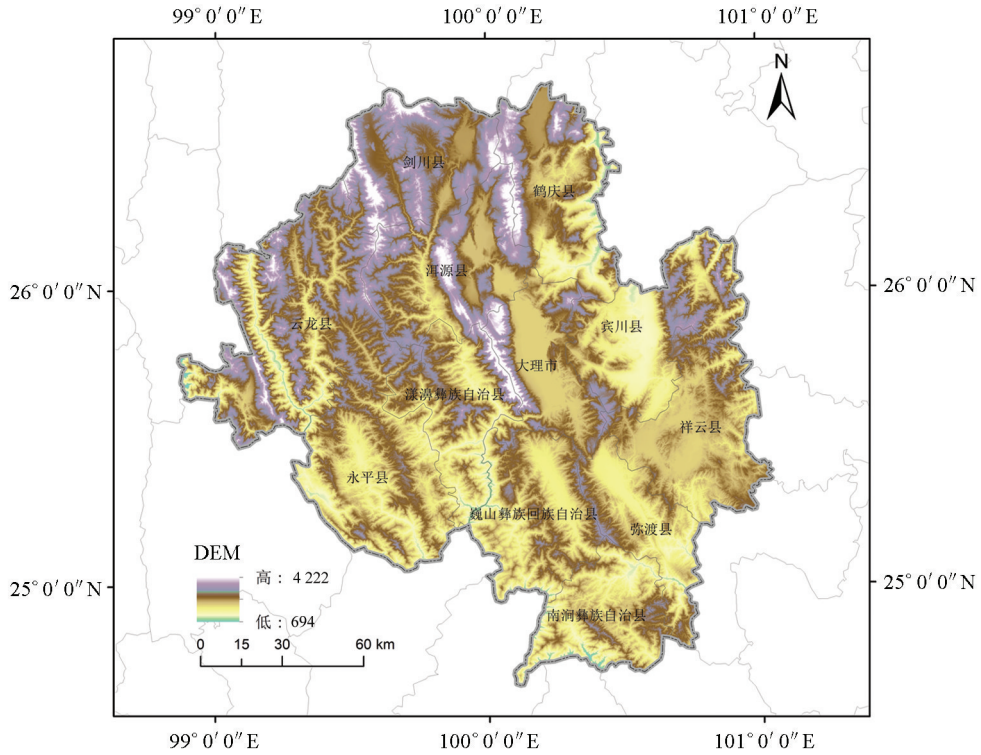 99° 0′ 0″E
100° 0′ 0″E
101° 0′ 0″E
N
剑川县
鹤庆县
洱源县
26° 0′ 0″N
26° 0′ 0″N
云龙县
宾川县
大理市
漾濞彝族自治县
祥云县
永平县
巍山彝族回族自治县
弥渡县
DEM
高： 4 222
25° 0′ 0″N
25° 0′ 0″N
低：694
南涧彝族自治县
0 15 30 60 km
99° 0′ 0″E
100° 0′ 0″E
101° 0′ 0″E